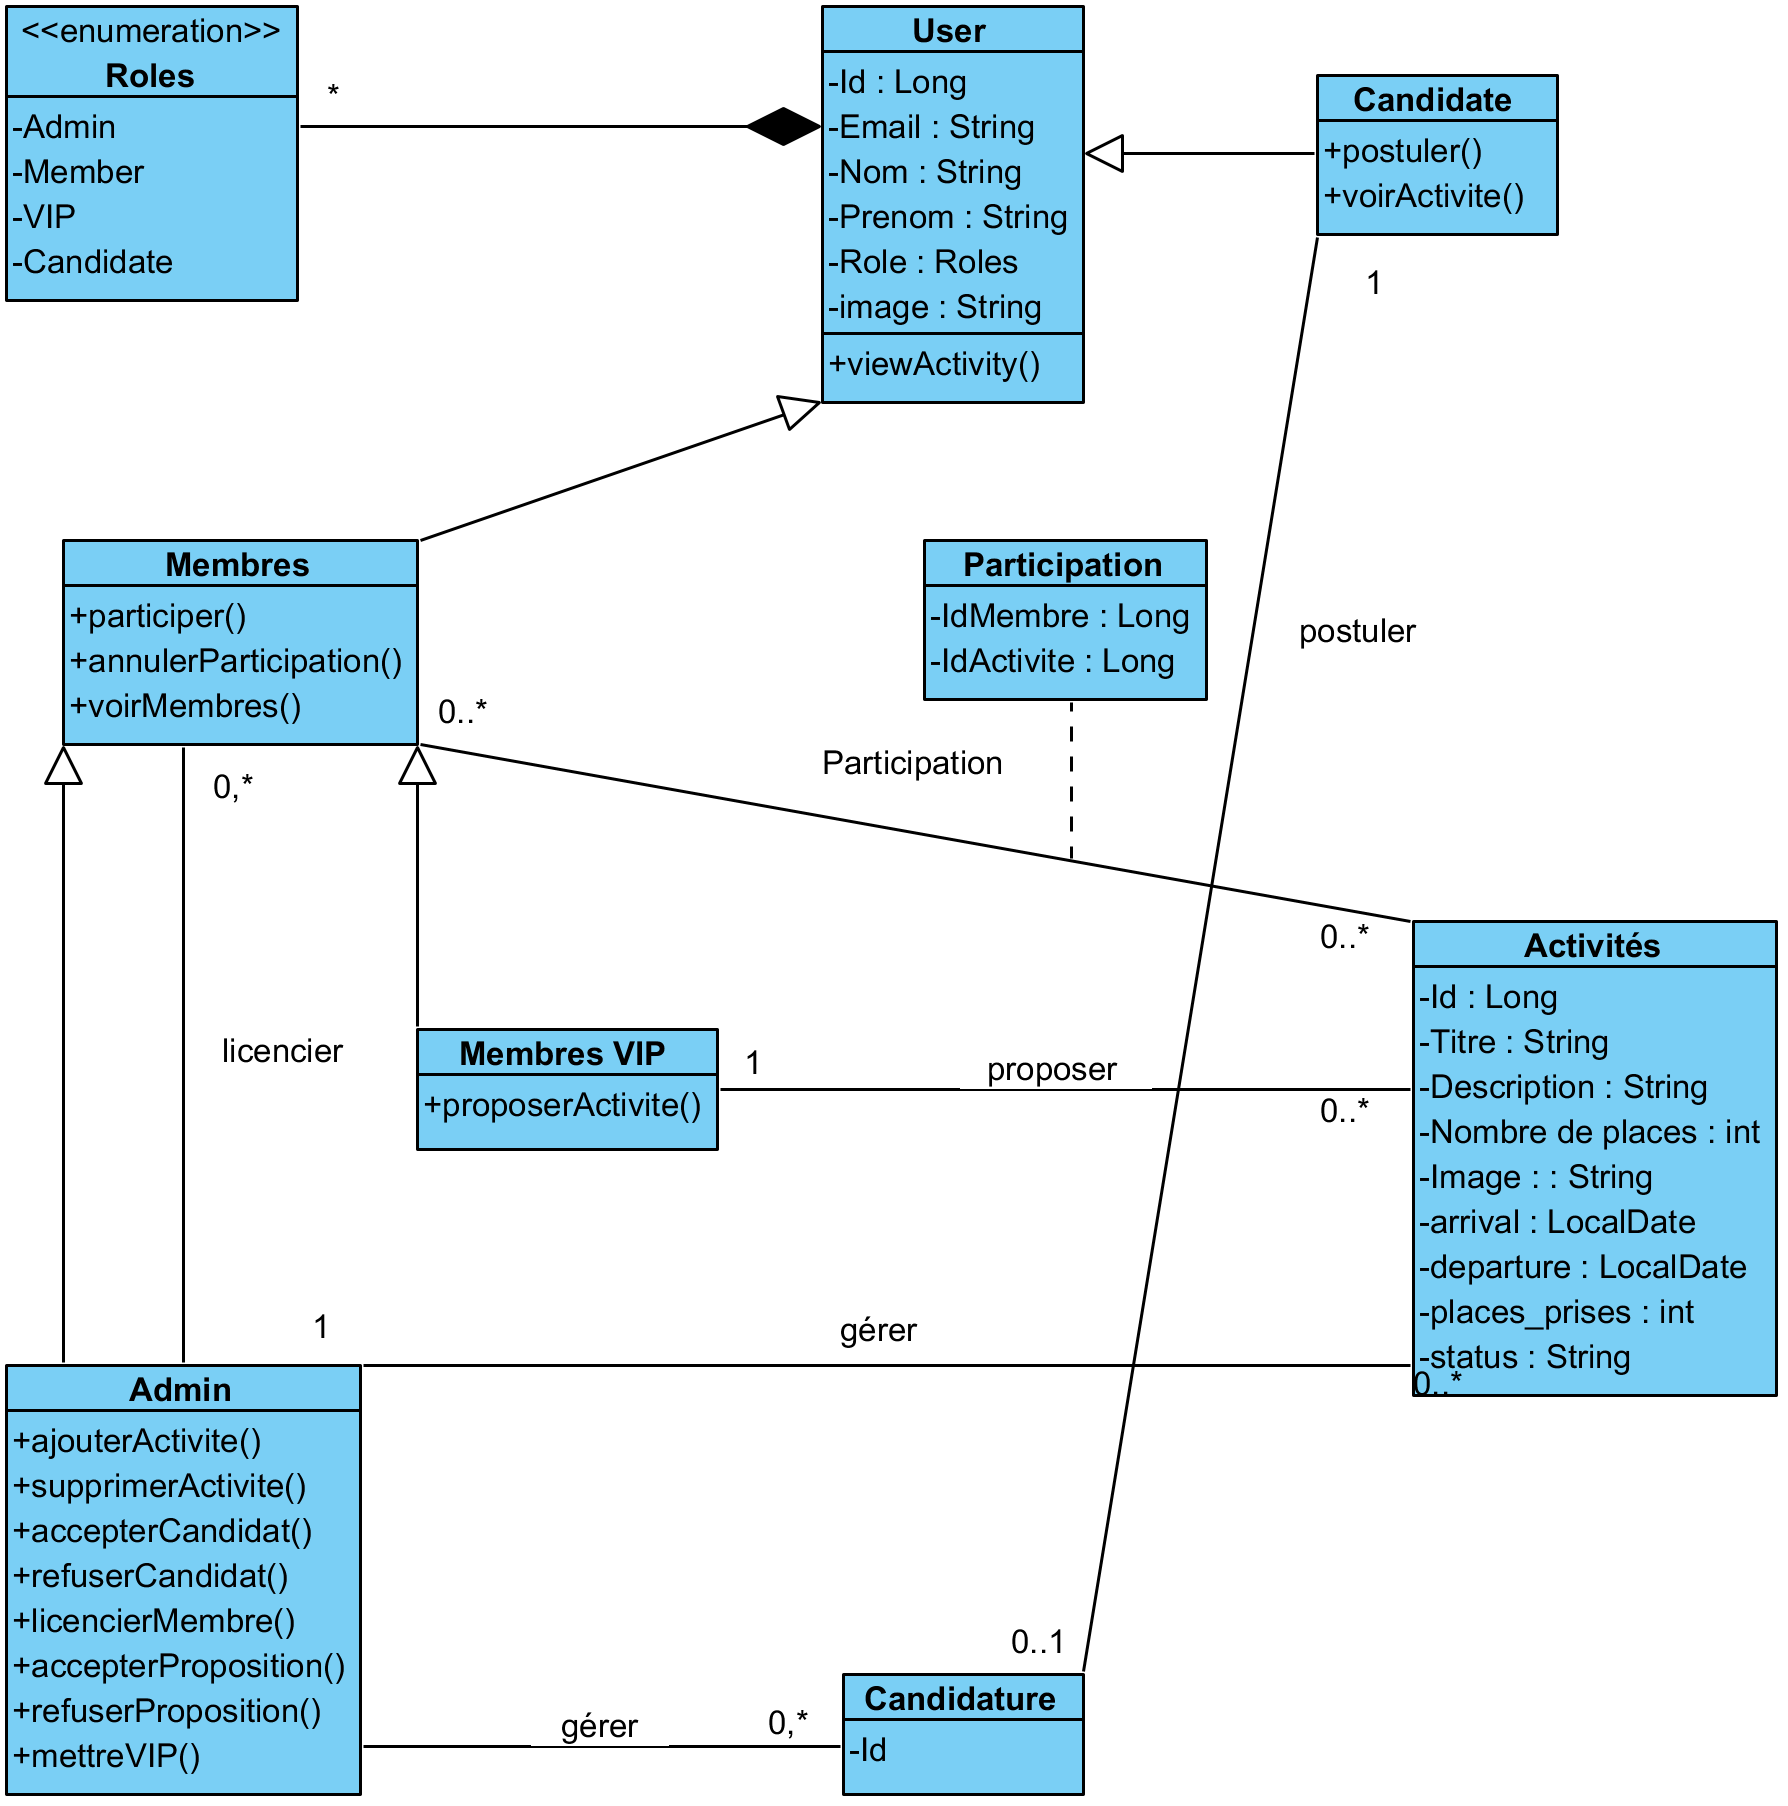 <<enumeration>>
Roles
-Admin
-Member
-VIP
-Candidate
*
User
-Id : Long
-Email : String
-Nom : String
-Prenom : String
-Role : Roles
-image : String
+viewActivity()
Candidate
+postuler()
+voirActivite()
1
postuler
Membres
+participer()
+annulerParticipation()
+voirMembres()
0..*
0,*
Participation
-IdMembre : Long
-IdActivite : Long
Participation
0..*
Activités
-Id : Long
-Titre : String
-Description : String
-Nombre de places : int
-Image : : String
-arrival : LocalDate
-departure : LocalDate
-places_prises : int
-status : String
0..*
licencier
Membres VIP
+proposerActivite()
1
proposer
0..*
1
gérer
Admin
+ajouterActivite()
+supprimerActivite()
+accepterCandidat()
+refuserCandidat()
+licencierMembre()
+accepterProposition()
+refuserProposition()
+mettreVIP()
gérer
0,*
0..1
Candidature
-Id